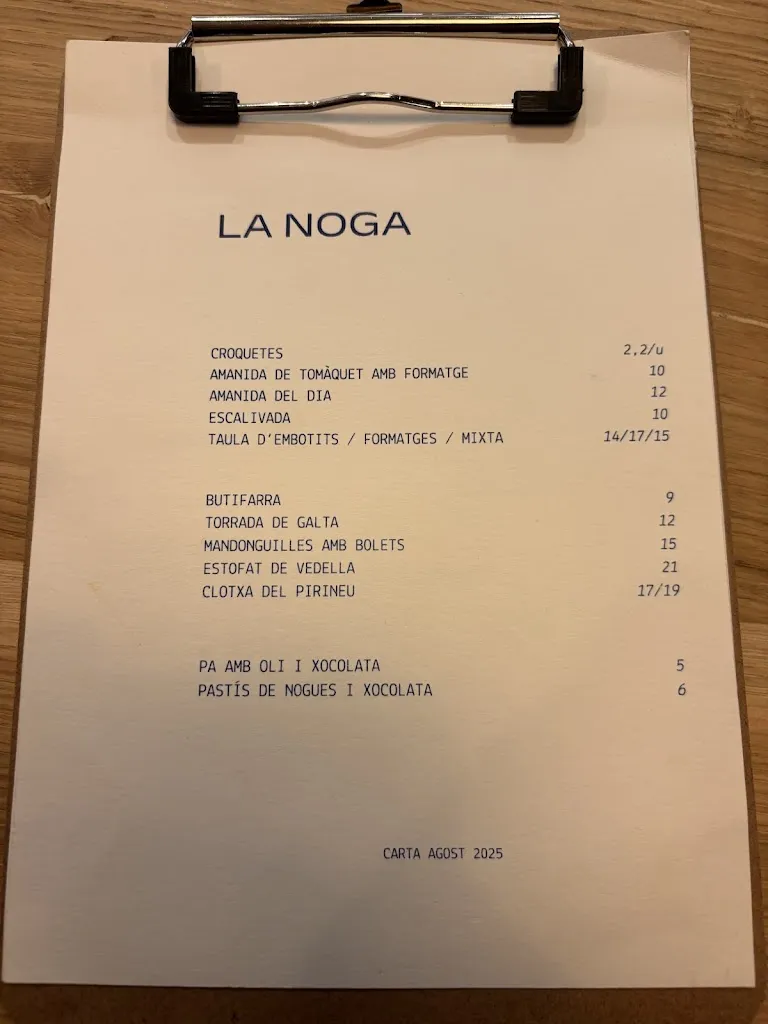 LA NOGA
CROQUETES 2,2/u
AMANIDA DE TOMÀQUET AMB FORMATGE 10
AMANIDA DEL DIA 12
ESCALIVADA 10
TAULA D'EMBOTITS / FORMATGES / MIXTA 14/17/15
BUTIFARRA 9
TORRADA DE GALTA 12
MANDONGUILLES AMB BOLETS 15
ESTOFAT DE VEDELLA 21
CLOTXA DEL PIRINEU 17/19
PA AMB OLI I XOCOLATA 5
PASTÍS DE NOGUES I XOCOLATA 6
CARTA AGOST 2025